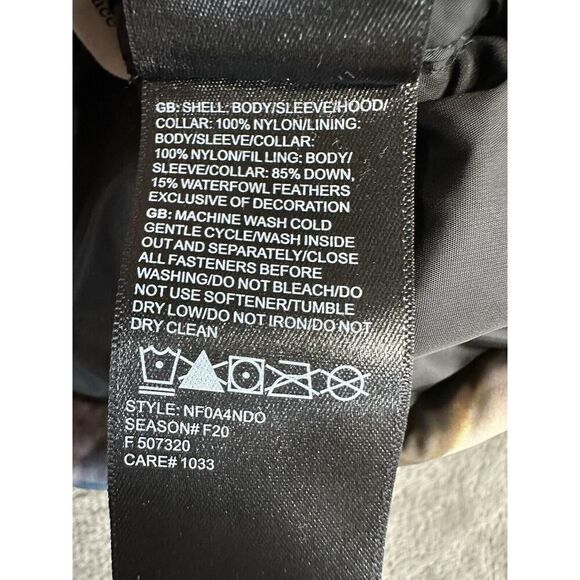 GB: SHELL: BODY/SLEEVE/HOOD/
COLLAR: 100% NYLON/LINING:
BODY/SLEEVE/COLLAR:
100% NYLON/FILLING: BODY/
SLEEVE/COLLAR: 85% DOWN,
15% WATERFOWL FEATHERS
EXCLUSIVE OF DECORATION
GB: MACHINE WASH COLD
GENTLE CYCLE/WASH INSIDE
OUT AND SEPARATELY/CLOSE
ALL FASTENERS BEFORE
WASHING/DO NOT BLEACH/DO
NOT USE SOFTENER/TUMBLE
DRY LOW/DO NOT IRON/DO NOT
DRY CLEAN
STYLE: NF0A4NDO
SEASON# F20
F 507320
CARE# 1033